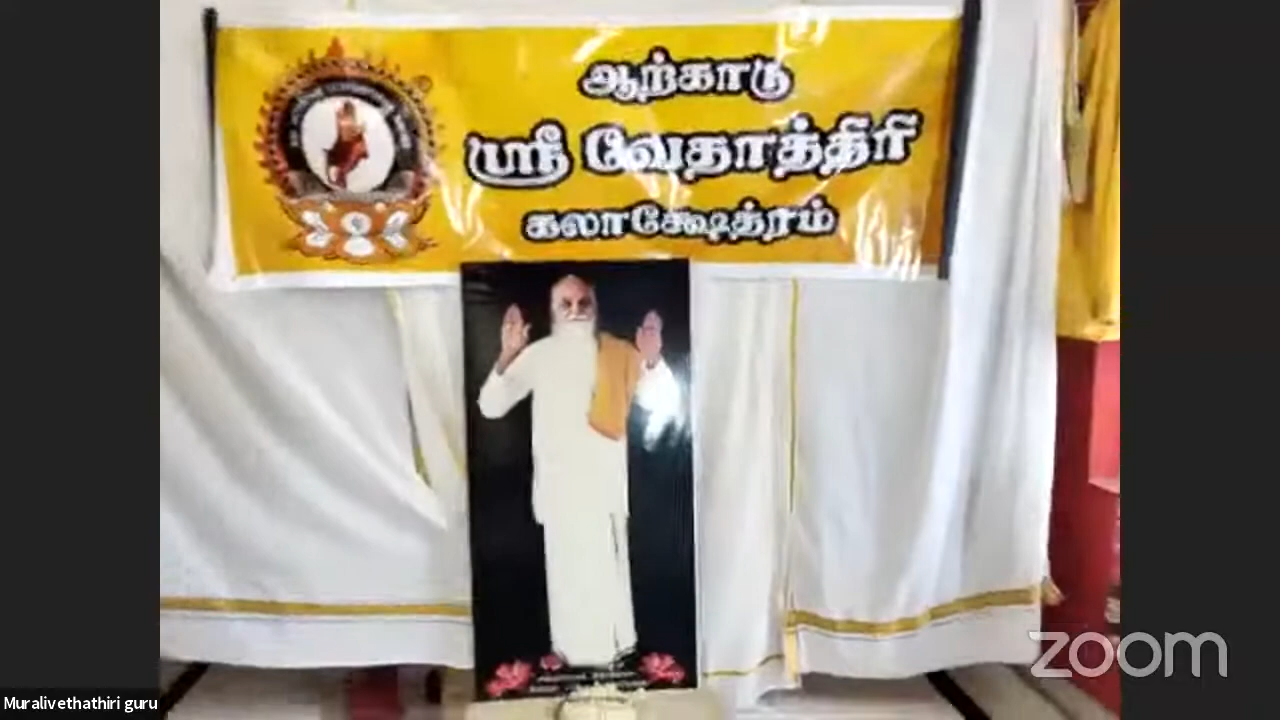 ஆற்காடு
ஸ்ரீ வேதாத்திரி
கலாக்ஷேத்ரம்
zoom
Muralivethathiri guru